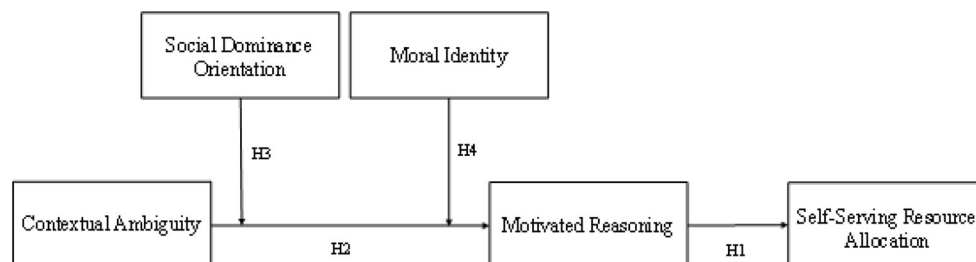 Social Dominance
Orientation
Moral Identity
H3
H4
Contextual Ambiguity
Motivated Reasoning
Self-Serving Resource
Allocation
H2
H1